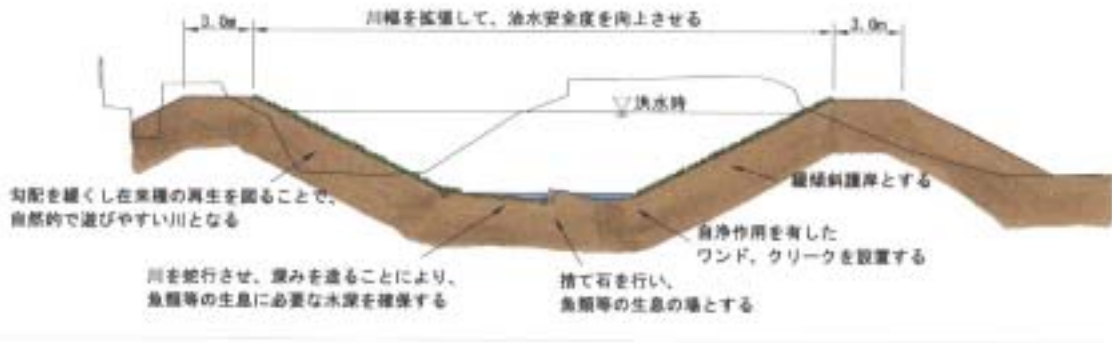 3.0m
川幅を拡張して、治水安全度を向上させる
3.0m
洪水時
勾配を緩くし在来種の再生を図ることで、
自然的で遊びやすい川となる
緩傾斜護岸とする
自浄作用を有した
ワンド、クリークを設置する
川を蛇行させ、深みを造ることにより、
魚類等の生息に必要な水深を確保する
捨て石を行い、
魚類等の生息の場とする